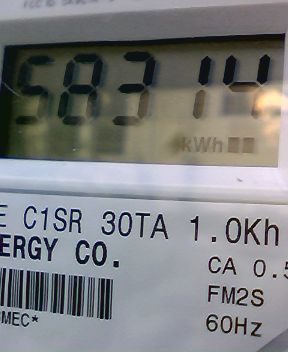 58314
kWh
E C1SR 30TA 1.0Kh
ERGY CO.
CA 0.5
FM2S
MEC*
60Hz